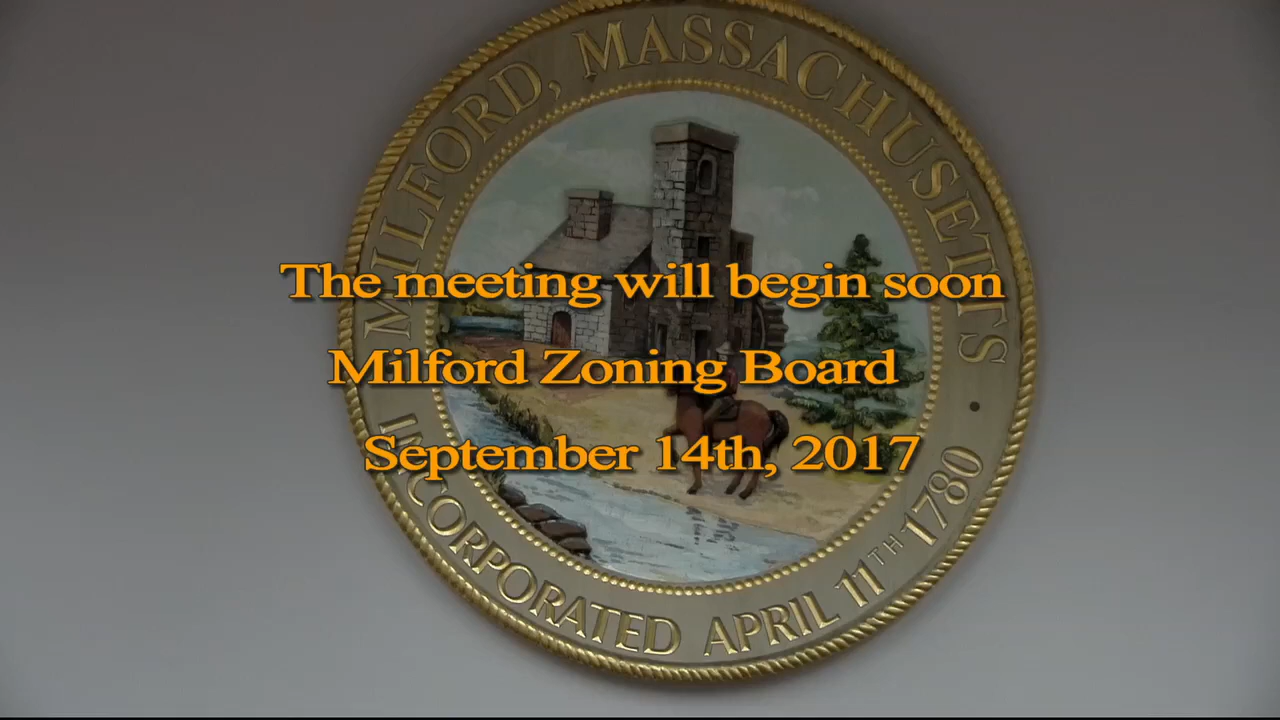 MILFORD, MASSACHUSETTS
The meeting will begin soon
Milford Zoning Board
September 14th, 2017
INCORPORATED APRIL 11TH 1780